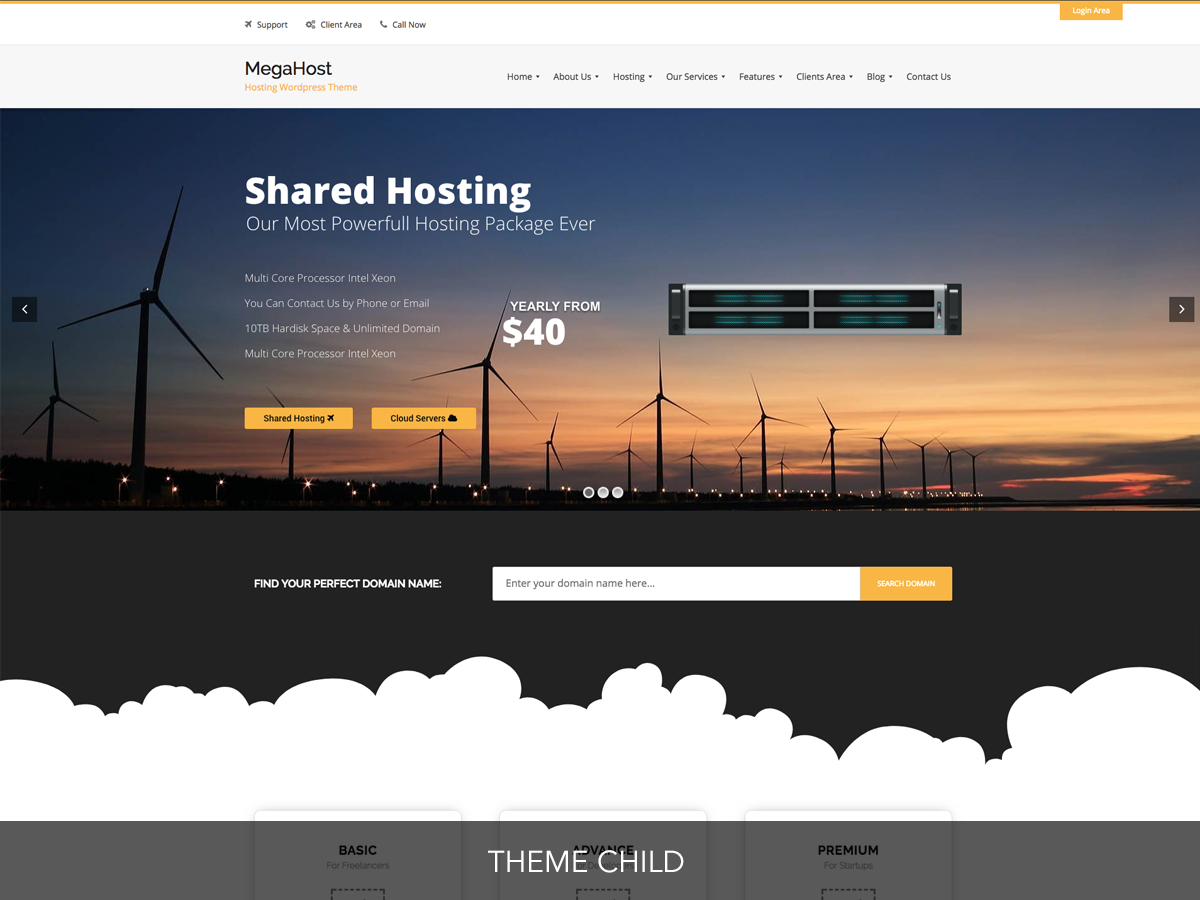 Login Area
Support Client Area Call Now
MegaHost
Hosting Wordpress Theme
Home About Us Hosting Our Services Features Clients Area Blog Contact Us
Shared Hosting
Our Most Powerfull Hosting Package Ever
Multi Core Processor Intel Xeon
You Can Contact Us by Phone or Email
10TB Hardisk Space & Unlimited Domain
Multi Core Processor Intel Xeon
YEARLY FROM
$40
Shared Hosting Cloud Servers
FIND YOUR PERFECT DOMAIN NAME:
Enter your domain name here...
SEARCH DOMAIN
BASIC ADVANCE PREMIUM
For Freelancers For Startups
THEME CHILD